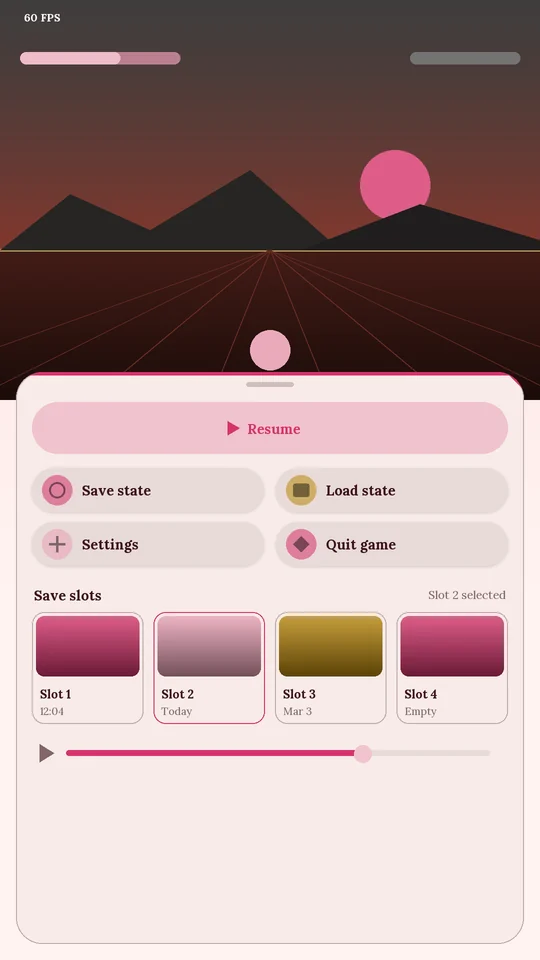 60 FPS
Resume
Save state
Load state
Settings
Quit game
Save slots
Slot 2 selected
Slot 1
12:04
Slot 2
Today
Slot 3
Mar 3
Slot 4
Empty